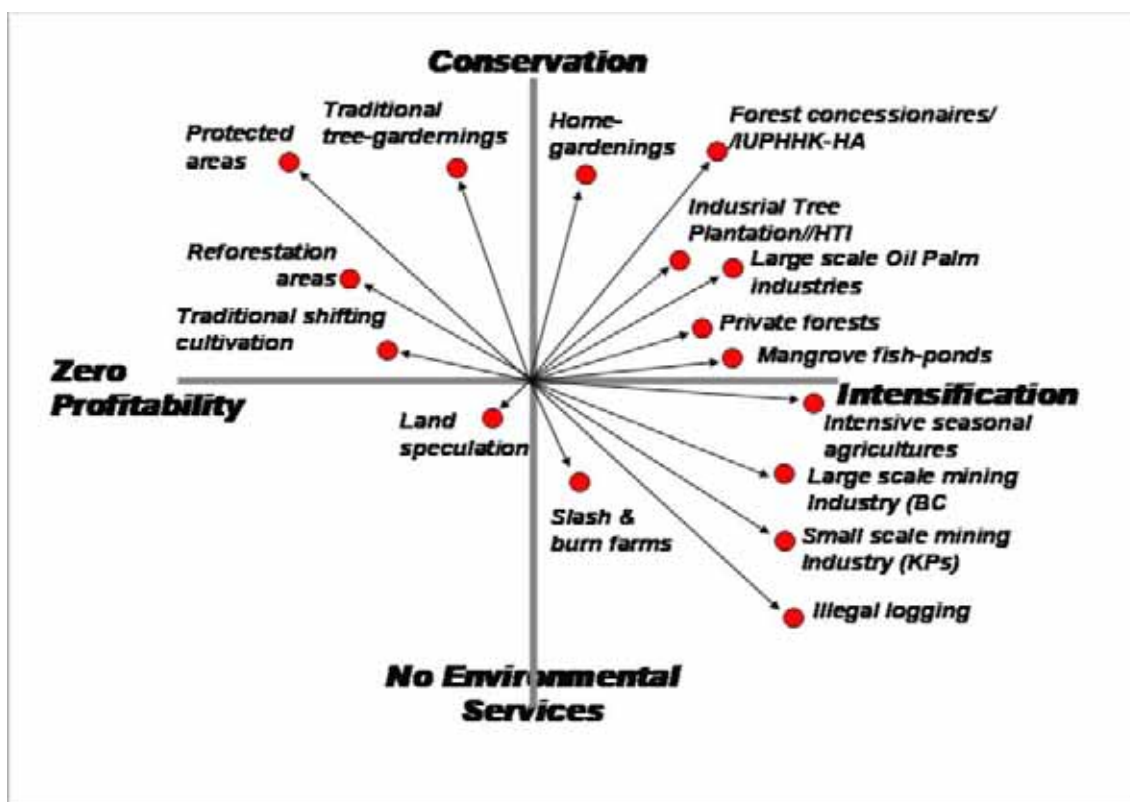 Conservation
Traditional
tree-gardernings
Home-
gardenings
Forest concessionaires/
/IUPHHK-HA
Protected
areas
Indusrial Tree
Plantation//HTI
Reforestation
areas
Large scale Oil Palm
industries
Traditional shifting
cultivation
Private forests
Mangrove fish-ponds
Zero
Profitability
Intensification
Land
speculation
Intensive seasonal
agricultures
Large scale mining
Industry (BC
Slash &
burn farms
Small scale mining
Industry (KPs)
Illegal logging
No Environmental
Services